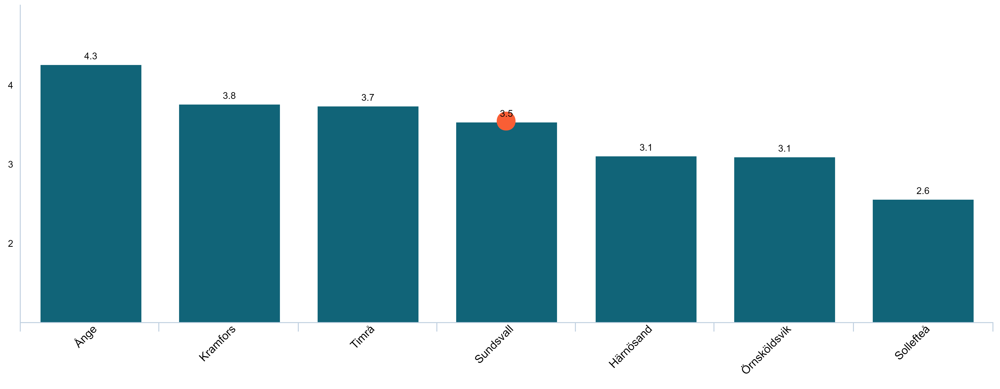 4.3
3.8
3.7
3.5
3.1
3.1
2.6
4
3
2
Ånge
Kramfors
Timrå
Sundsvall
Härnösand
Örnsköldsvik
Sollefteå